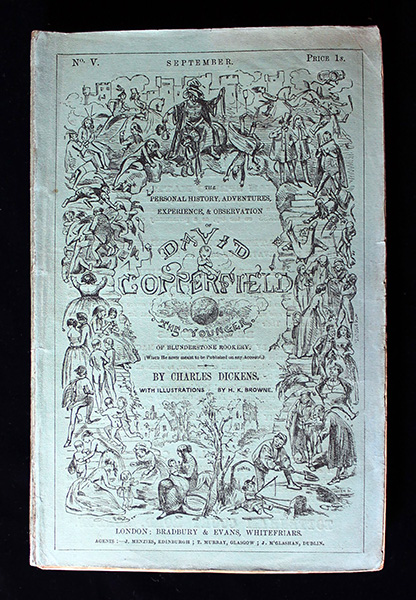 No. V. SEPTEMBER. PRICE 1s.
THE
PERSONAL HISTORY, ADVENTURES,
EXPERIENCE, & OBSERVATION
OF
DAVID
COPPERFIELD
THE YOUNGER
OF BLUNDERSTONE ROOKERY,
(Which He never meant to be Published on any Account.)
BY CHARLES DICKENS.
WITH ILLUSTRATIONS BY H. K. BROWNE.
LONDON: BRADBURY & EVANS, WHITEFRIARS.
AGENTS:—J. MENZIES, EDINBURGH; T. MURRAY, GLASGOW; J. M'GLASHAN, DUBLIN.